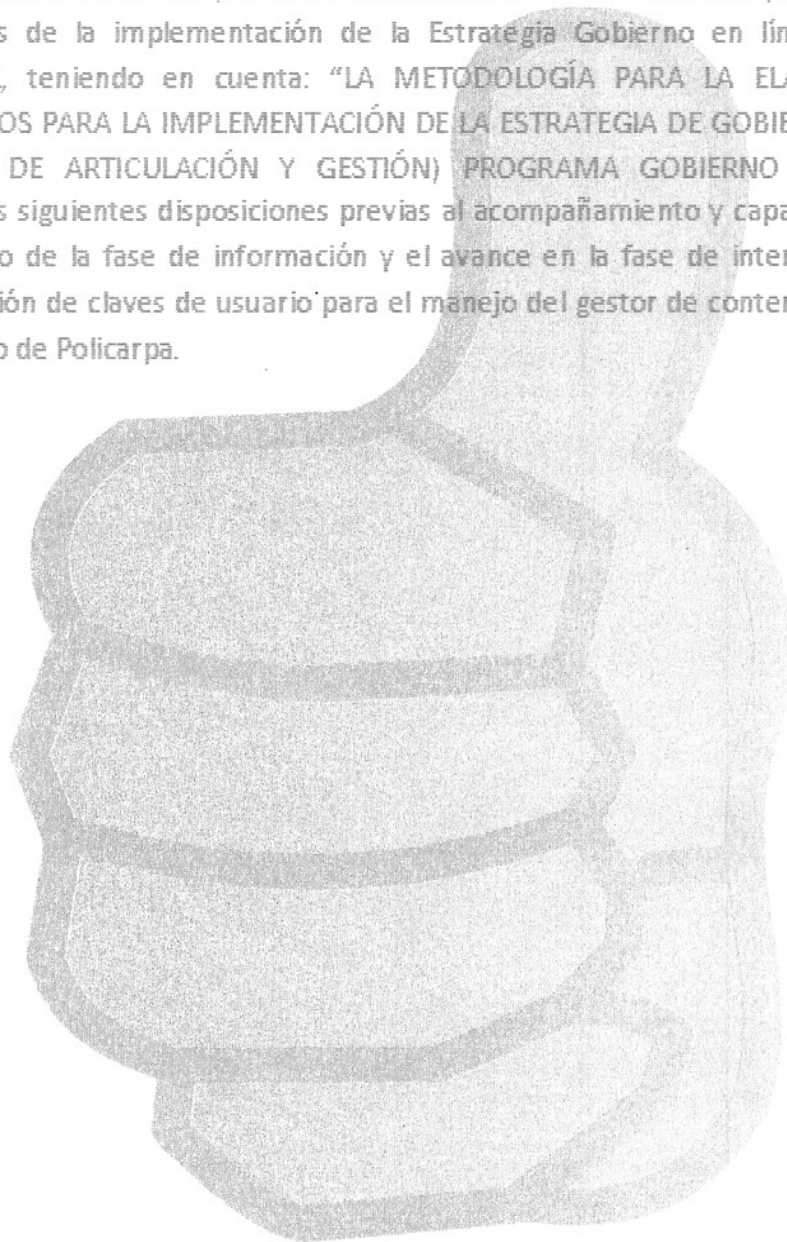 s de la implementación de la Estrategia Gobierno en lín
, teniendo en cuenta: “LA METODOLOGÍA PARA LA ELA
OS PARA LA IMPLEMENTACIÓN DE LA ESTRATEGIA DE GOBIE
DE ARTICULACIÓN Y GESTIÓN) PROGRAMA GOBIERNO
s siguientes disposiciones previas al acompañamiento y capa
o de la fase de información y el avance en la fase de inter
ión de claves de usuario para el manejo del gestor de conter
o de Policarpa.